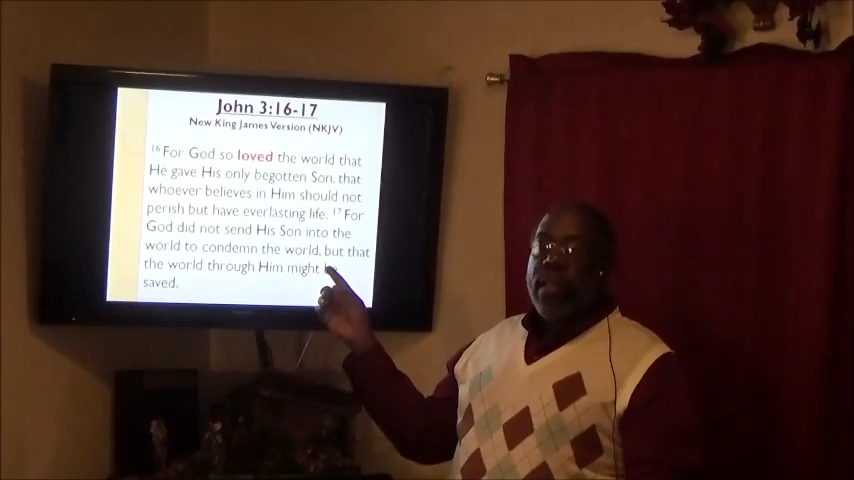 John 3:16-17
New King James Version (NKJV)
16 For God so loved the world that
He gave His only begotten Son, that
whoever believes in Him should not
perish but have everlasting life. 17 For
God did not send His Son into the
world to condemn the world, but that
the world through Him might
saved.